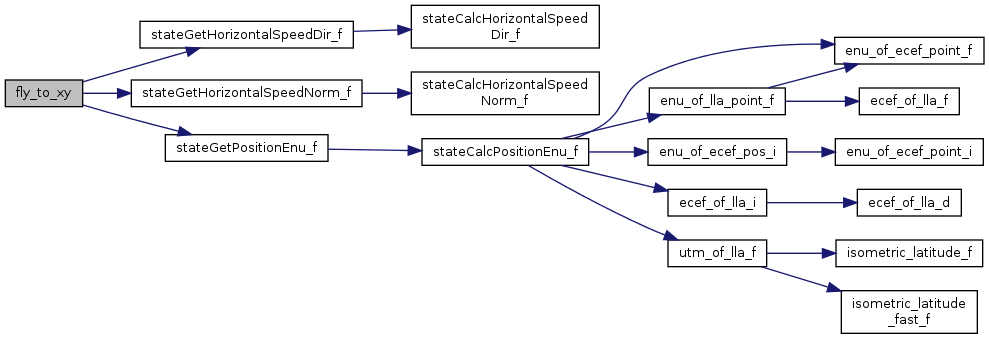 fly_to_xy
stateGetHorizontalSpeedDir_f
stateCalcHorizontalSpeed
Dir_f
stateGetHorizontalSpeedNorm_f
stateCalcHorizontalSpeed
Norm_f
stateGetPositionEnu_f
stateCalcPositionEnu_f
enu_of_ecef_point_f
enu_of_lla_point_f
ecef_of_lla_f
enu_of_ecef_pos_i
enu_of_ecef_point_i
ecef_of_lla_i
ecef_of_lla_d
utm_of_lla_f
isometric_latitude_f
isometric_latitude
_fast_f